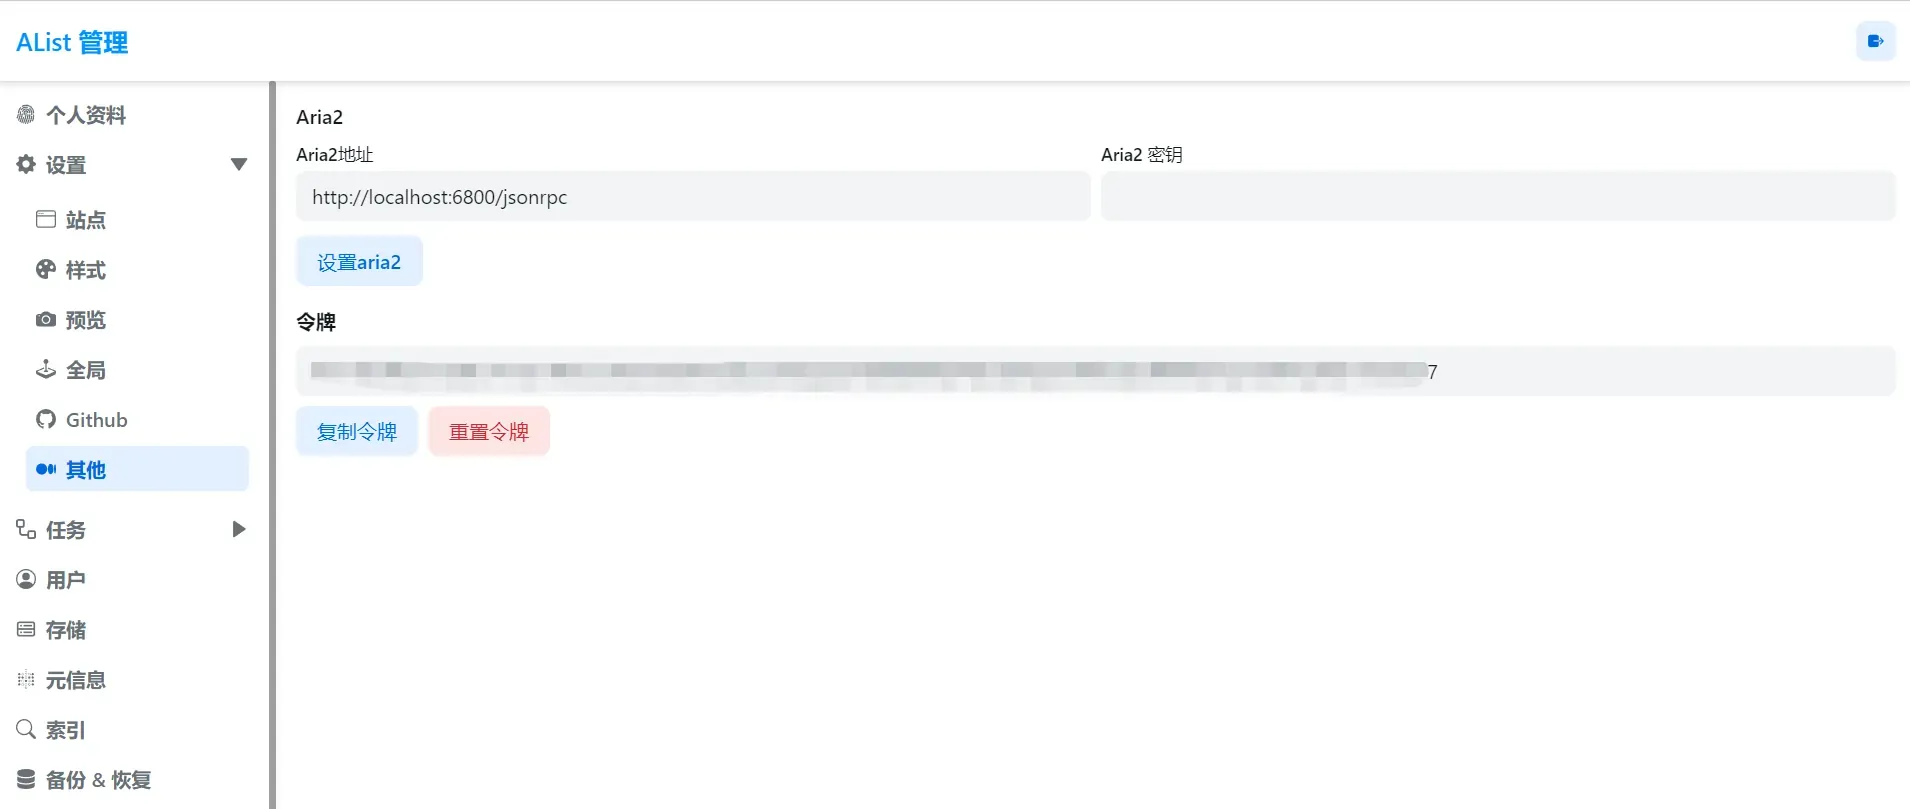 AList 管理
个人资料
设置
站点
样式
预览
全局
Github
其他
任务
用户
存储
元信息
索引
备份 & 恢复
Aria2
Aria2地址
Aria2 密钥
http://localhost:6800/jsonrpc
设置aria2
令牌
7
复制令牌
重置令牌